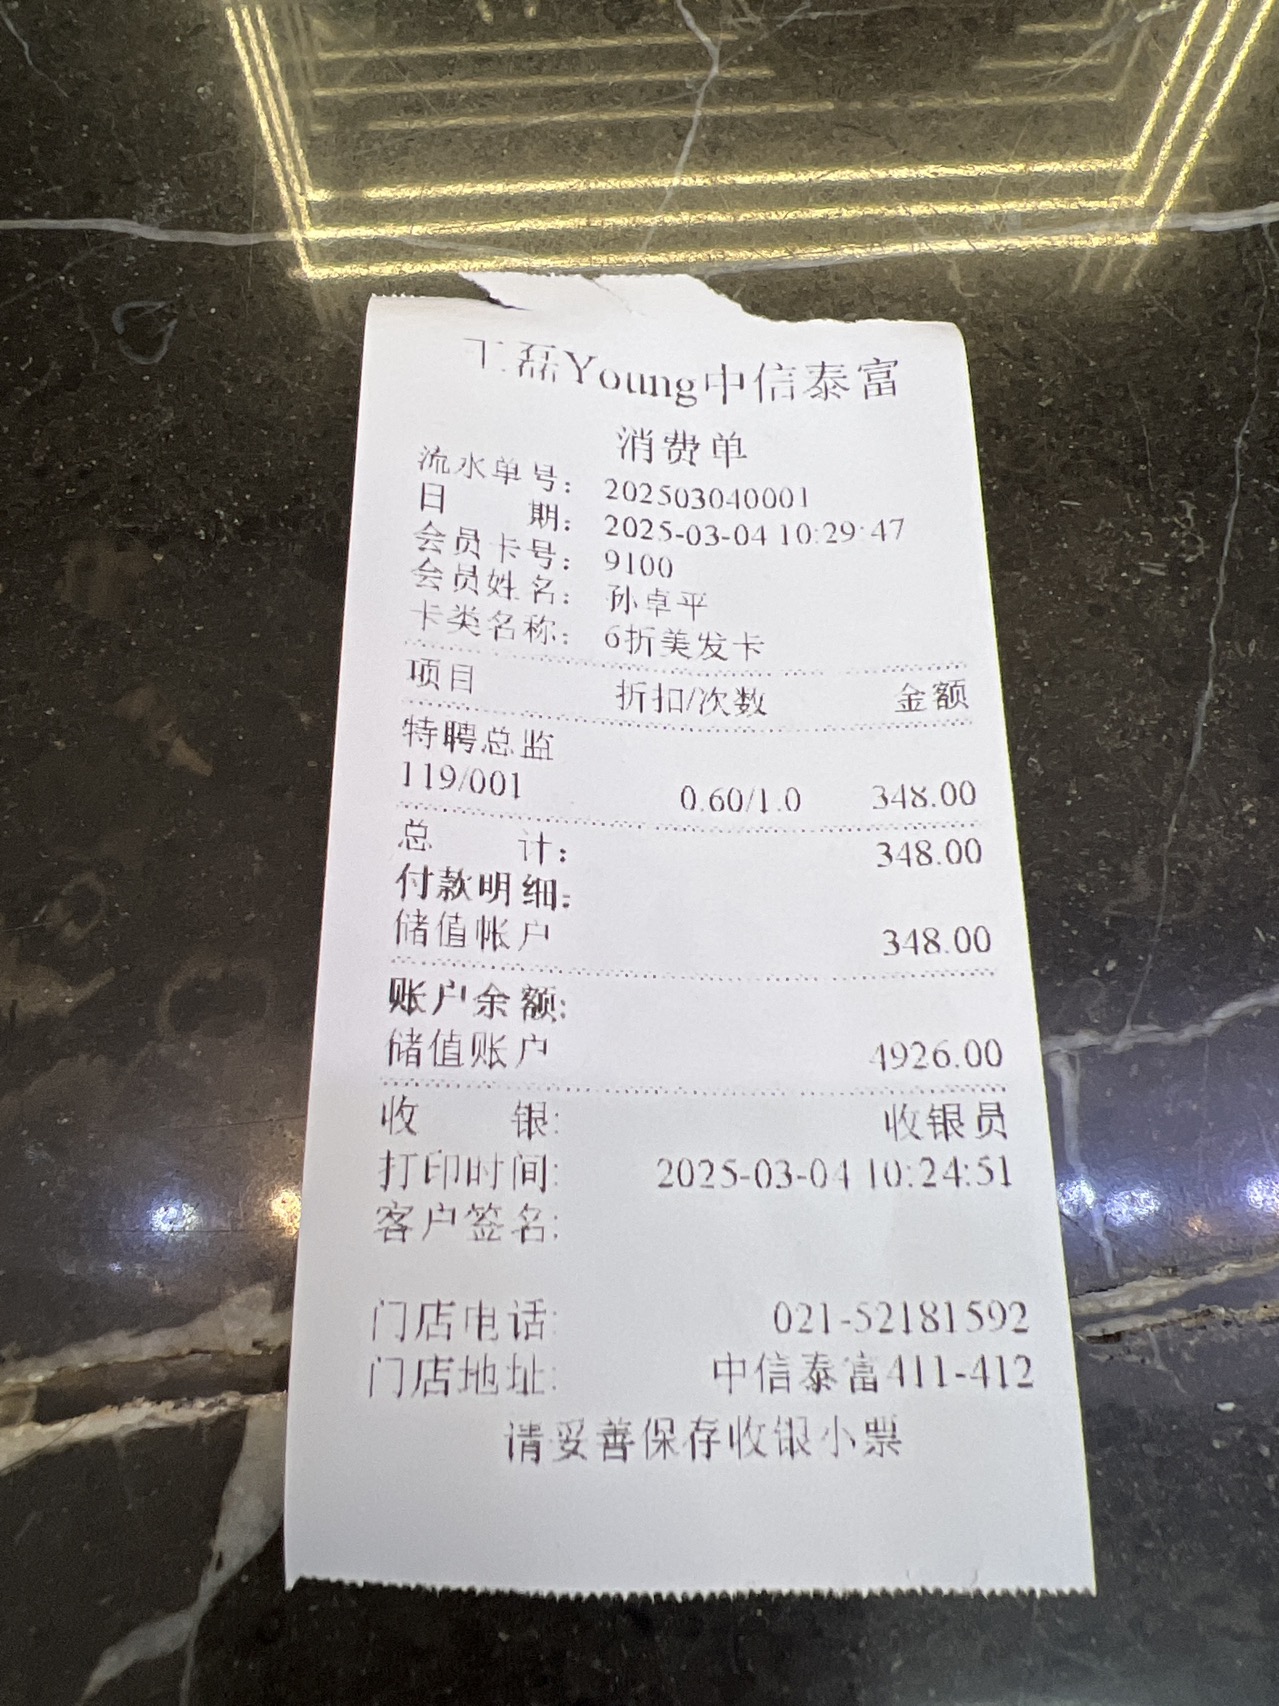 王磊Young中信泰富
消费单
流水单号: 202503040001
日 期: 2025-03-04 10:29:47
会员卡号: 9100
会员姓名: 孙卓平
卡类名称: 6折美发卡
项目 折扣/次数 金额
特聘总监
119/001 0.60/1.0 348.00
总 计: 348.00
付款明细:
储值帐户 348.00
账户余额:
储值账户 4926.00
收 银: 收银员
打印时间: 2025-03-04 10:24:51
客户签名:
门店电话: 021-52181592
门店地址: 中信泰富411-412
请妥善保存收银小票